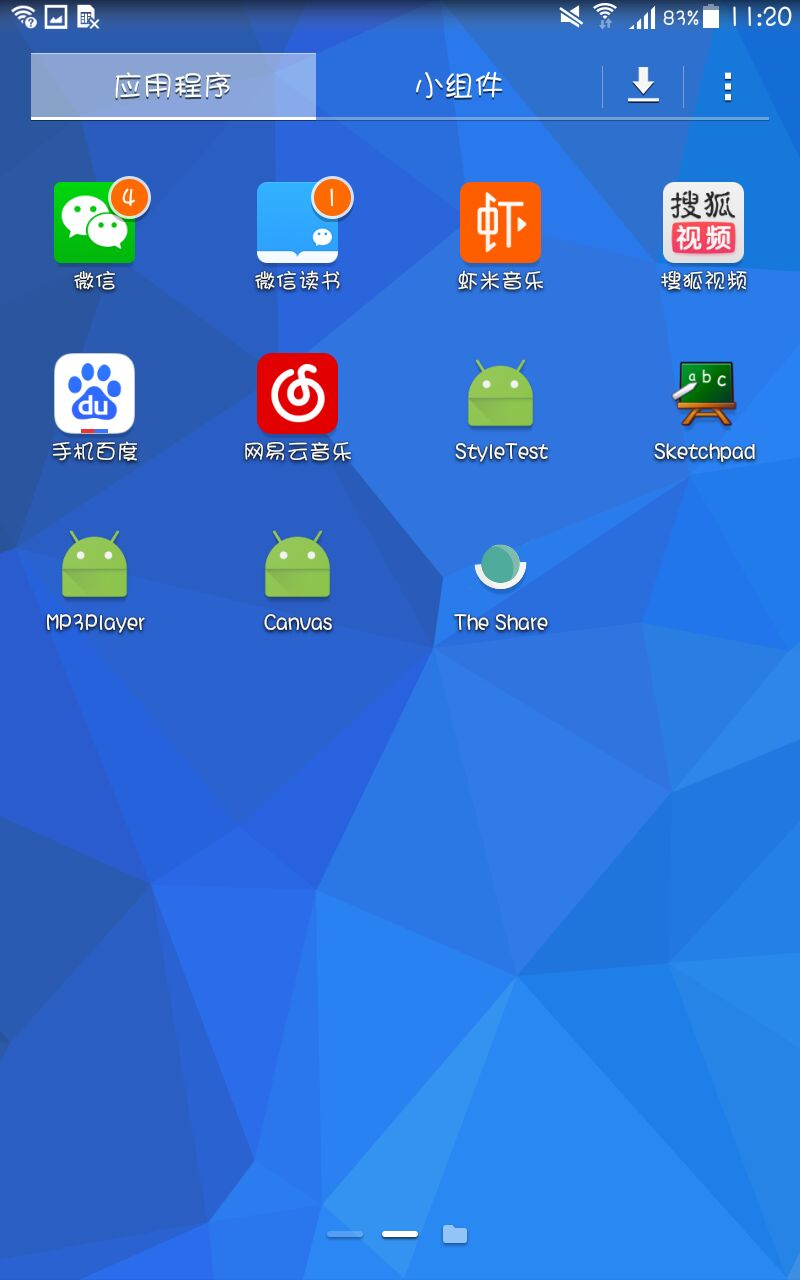 83% 11:20
应用程序 小组件
4 1 虾 搜狐
视频
微信 微信读书 虾米音乐 搜狐视频
du a b c
手机百度 网易云音乐 StyleTest Sketchpad
MP3Player Canvas The Share